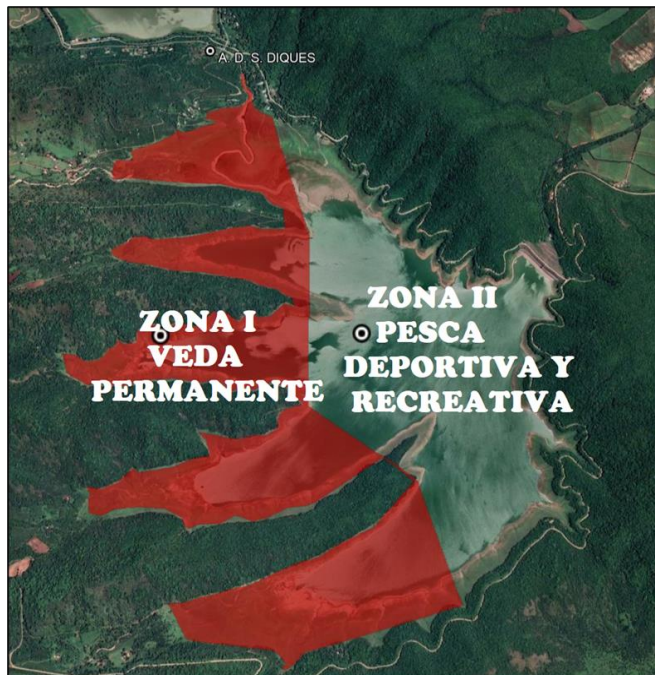 A. D. S. DIQUES
ZONA I
VEDA
PERMANENTE
ZONA II
PESCA
DEPORTIVA Y
RECREATIVA